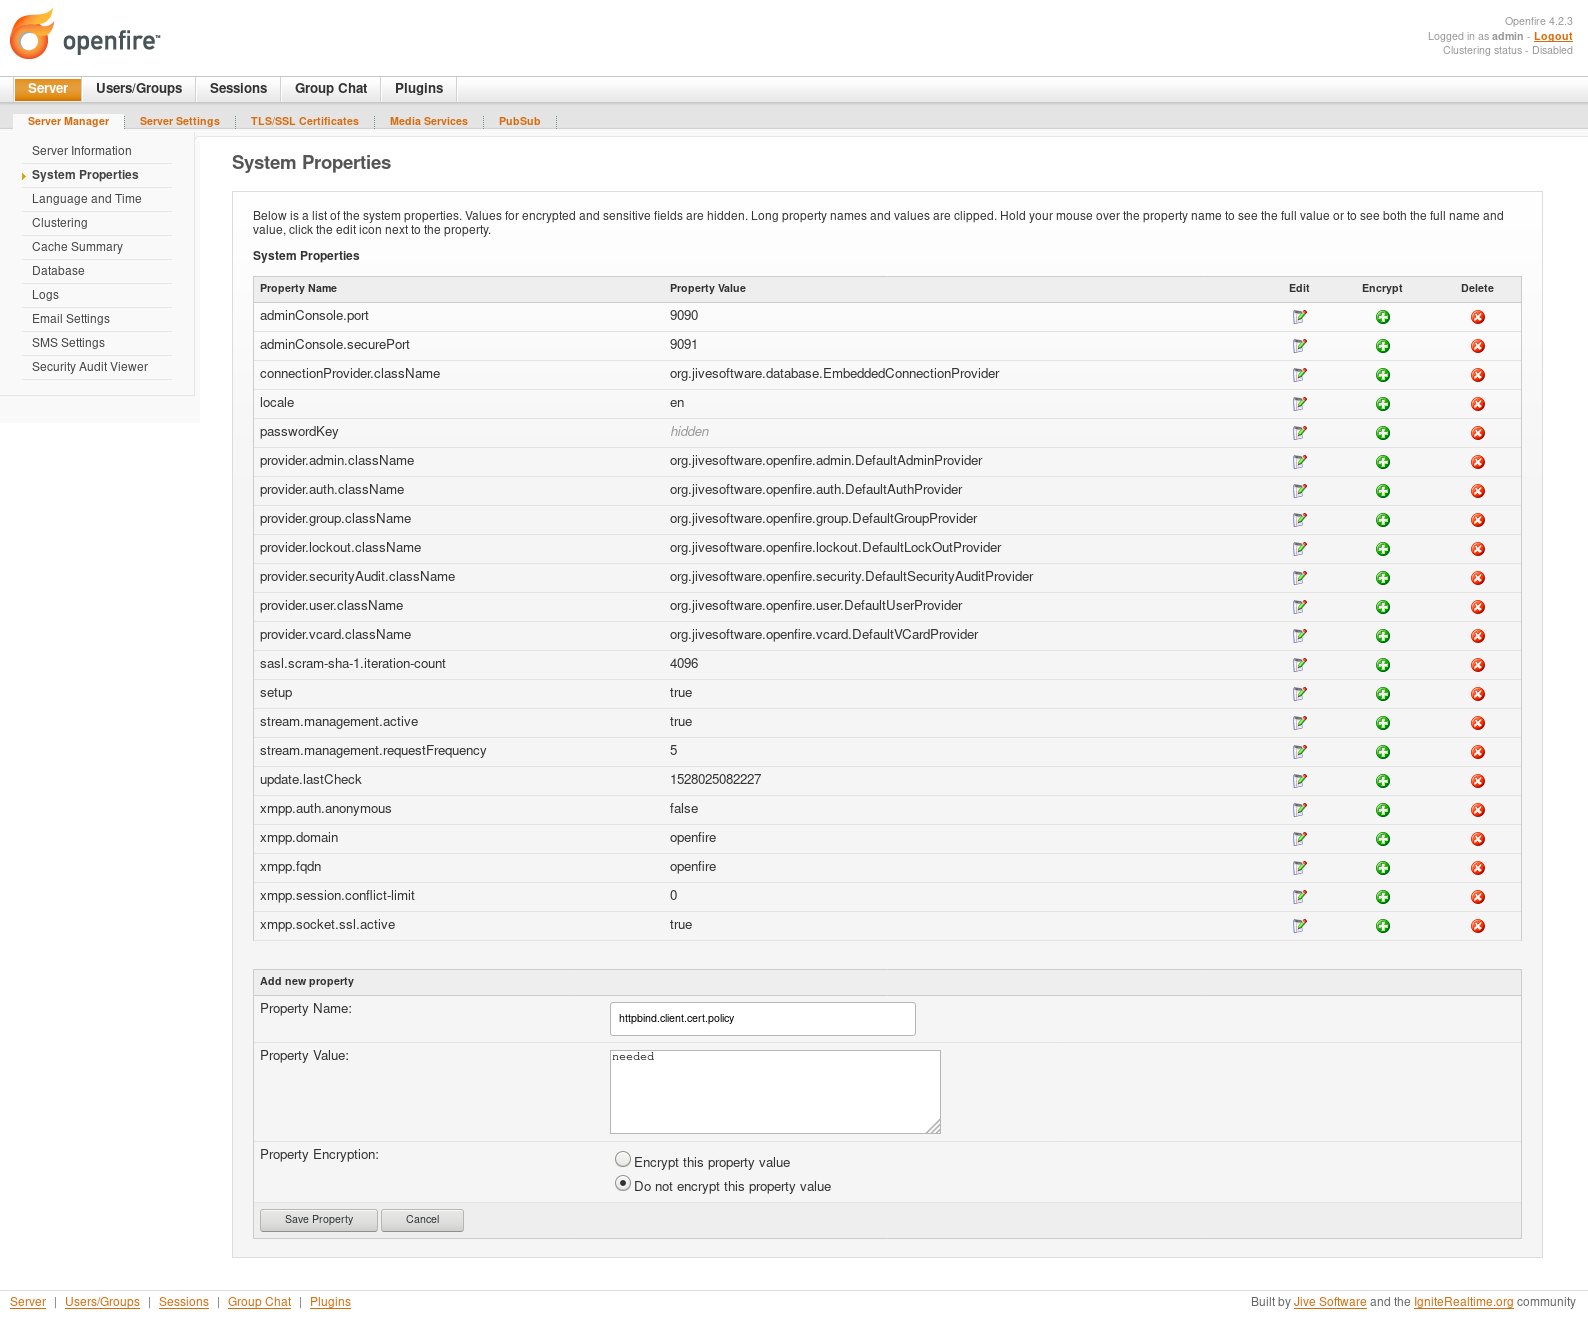 openfire™
Openfire 4.2.3
Logged in as admin - Logout
Clustering status - Disabled
Server Users/Groups Sessions Group Chat Plugins
Server Manager Server Settings TLS/SSL Certificates Media Services PubSub
Server Information
System Properties
Language and Time
Clustering
Cache Summary
Database
Logs
Email Settings
SMS Settings
Security Audit Viewer
System Properties
Below is a list of the system properties. Values for encrypted and sensitive fields are hidden. Long property names and values are clipped. Hold your mouse over the property name to see the full value or to see both the full name and
value, click the edit icon next to the property.
System Properties
Property Name Property Value Edit Encrypt Delete
adminConsole.port 9090
adminConsole.securePort 9091
connectionProvider.className org.jivesoftware.database.EmbeddedConnectionProvider
locale en
passwordKey hidden
provider.admin.className org.jivesoftware.openfire.admin.DefaultAdminProvider
provider.auth.className org.jivesoftware.openfire.auth.DefaultAuthProvider
provider.group.className org.jivesoftware.openfire.group.DefaultGroupProvider
provider.lockout.className org.jivesoftware.openfire.lockout.DefaultLockOutProvider
provider.securityAudit.className org.jivesoftware.openfire.security.DefaultSecurityAuditProvider
provider.user.className org.jivesoftware.openfire.user.DefaultUserProvider
provider.vcard.className org.jivesoftware.openfire.vcard.DefaultVCardProvider
sasl.scram-sha-1.iteration-count 4096
setup true
stream.management.active true
stream.management.requestFrequency 5
update.lastCheck 1528025082227
xmpp.auth.anonymous false
xmpp.domain openfire
xmpp.fqdn openfire
xmpp.session.conflict-limit 0
xmpp.socket.ssl.active true
Add new property
Property Name: httpbind.client.cert.policy
Property Value: needed
Property Encryption: Encrypt this property value
Do not encrypt this property value
Save Property Cancel
Server | Users/Groups | Sessions | Group Chat | Plugins
Built by Jive Software and the IgniteRealtime.org community